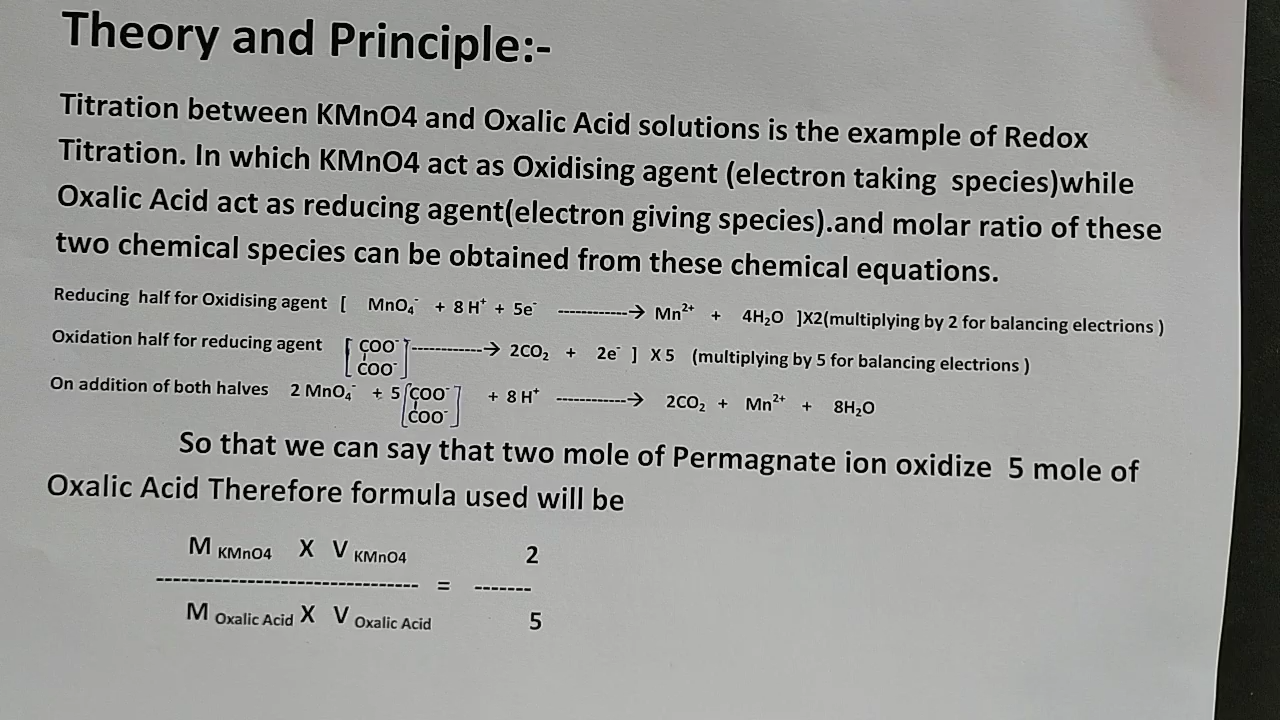 Theory and Principle:-
Titration between KMnO4 and Oxalic Acid solutions is the example of Redox
Titration. In which KMnO4 act as Oxidising agent (electron taking species)while
Oxalic Acid act as reducing agent(electron giving species).and molar ratio of these
two chemical species can be obtained from these chemical equations.
Reducing half for Oxidising agent [ MnO₄⁻ + 8 H⁺ + 5e⁻ ------------→ Mn²⁺ + 4H₂O ]X2(multiplying by 2 for balancing electrions )
Oxidation half for reducing agent [ COO⁻ ]------------→ 2CO₂ + 2e⁻ ] X 5 (multiplying by 5 for balancing electrions )
COO⁻
On addition of both halves 2 MnO₄⁻ + 5 [COO⁻ ] + 8 H⁺ ------------→ 2CO₂ + Mn²⁺ + 8H₂O
COO⁻
So that we can say that two mole of Permagnate ion oxidize 5 mole of
Oxalic Acid Therefore formula used will be
M KMnO4 X V KMnO4 2
-------------------------------- = -------
M Oxalic Acid X V Oxalic Acid 5